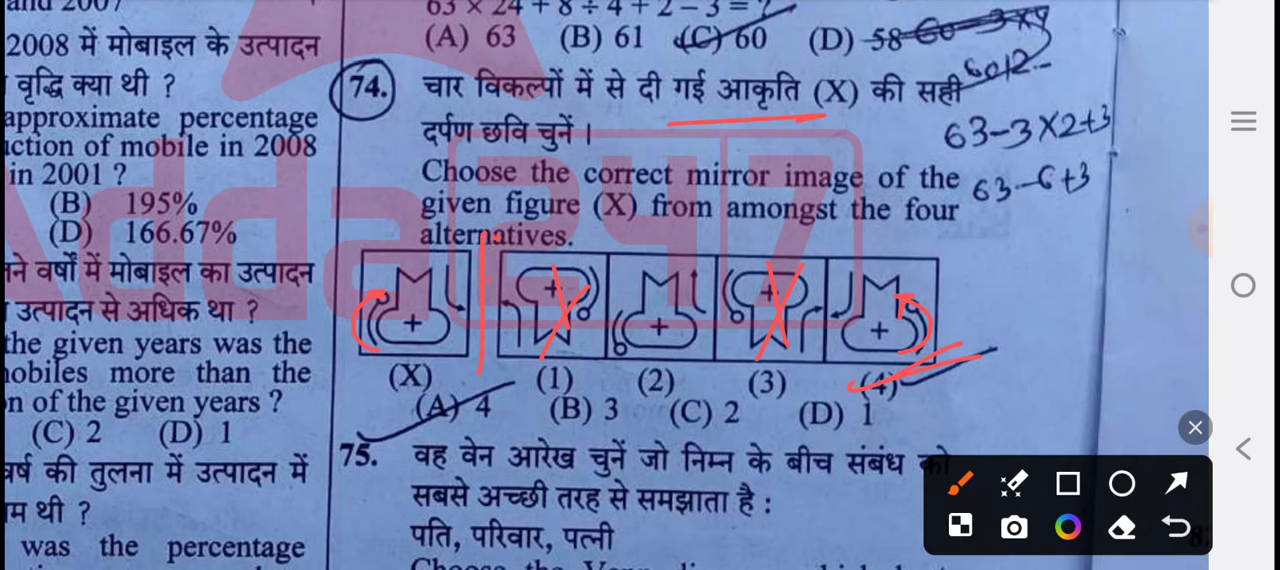 and 2007
2008 में मोबाइल के उत्पादन
वृद्धि क्या थी ?
approximate percentage
uction of mobile in 2008
in 2001 ?
(B) 195%
(D) 166.67%
तने वर्षों में मोबाइल का उत्पादन
उत्पादन से अधिक था ?
the given years was the
mobiles more than the
n of the given years ?
(C) 2 (D) 1
वर्ष की तुलना में उत्पादन में
म थी ?
was the percentage
63 × 24 + 8 ÷ 4 + 2 − 3 = ?
(A) 63 (B) 61 (C) 60 (D) 58
74. चार विकल्पों में से दी गई आकृति (X) की सही
दर्पण छवि चुनें ।
Choose the correct mirror image of the
given figure (X) from amongst the four
alternatives.
(X) (1) (2) (3) (4)
(A) 4 (B) 3 (C) 2 (D) 1
75. वह वेन आरेख चुनें जो निम्न के बीच संबंध को
सबसे अच्छी तरह से समझाता है :
पति, परिवार, पत्नी
63-3×2+3
63-6+3
Adda247